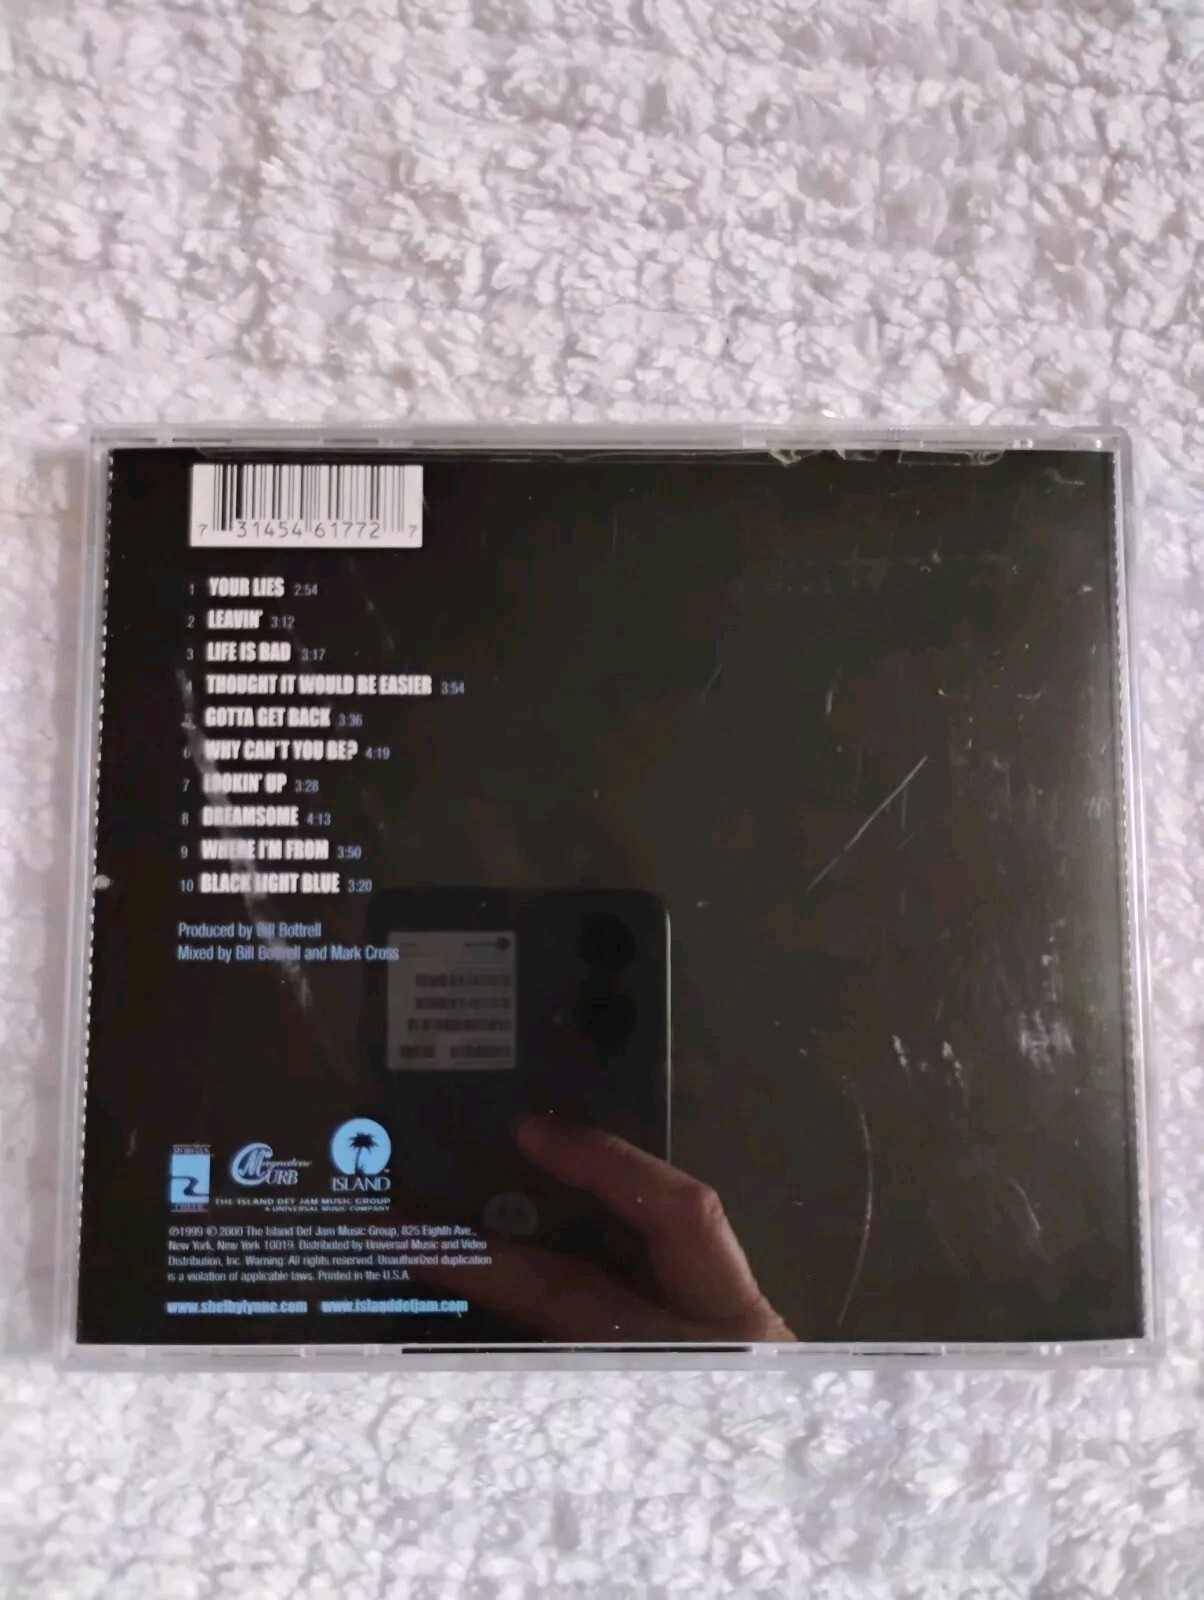 7 31454 61772 7
1 YOUR LIES 2:54
2 LEAVIN' 3:12
3 LIFE IS BAD 3:17
4 THOUGHT IT WOULD BE EASIER 3:54
5 GOTTA GET BACK 3:36
6 WHY CAN'T YOU BE? 4:19
7 LOOKIN' UP 3:28
8 DREAMSOME 4:13
9 WHERE I'M FROM 3:50
10 BLACK LIGHT BLUE 3:20
Produced by Bill Bottrell
Mixed by Bill Bottrell and Mark Cross
MORGAN
CREEK
Magnatone
CURB
ISLAND
THE ISLAND DEF JAM MUSIC GROUP
A UNIVERSAL MUSIC COMPANY
℗1999 © 2000 The Island Def Jam Music Group, 825 Eighth Ave.,
New York, New York 10019. Distributed by Universal Music and Video
Distribution, Inc. Warning: All rights reserved. Unauthorized duplication
is a violation of applicable laws. Printed in the U.S.A.
www.shelbylynne.com www.islanddefjam.com